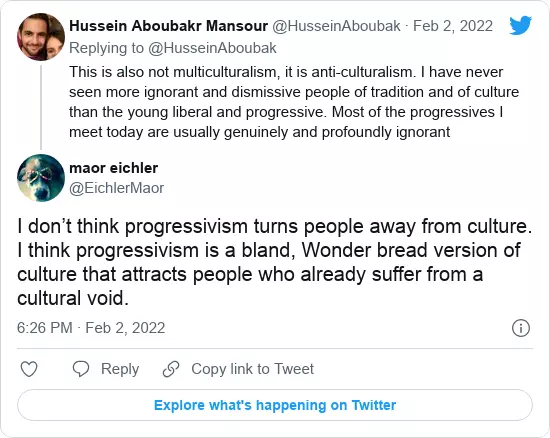 Hussein Aboubakr Mansour @HusseinAboubak · Feb 2, 2022
Replying to @HusseinAboubak
This is also not multiculturalism, it is anti-culturalism. I have never
seen more ignorant and dismissive people of tradition and of culture
than the young liberal and progressive. Most of the progressives I
meet today are usually genuinely and profoundly ignorant
maor eichler
@EichlerMaor
I don’t think progressivism turns people away from culture.
I think progressivism is a bland, Wonder bread version of
culture that attracts people who already suffer from a
cultural void.
6:26 PM · Feb 2, 2022
Reply
Copy link to Tweet
Explore what's happening on Twitter